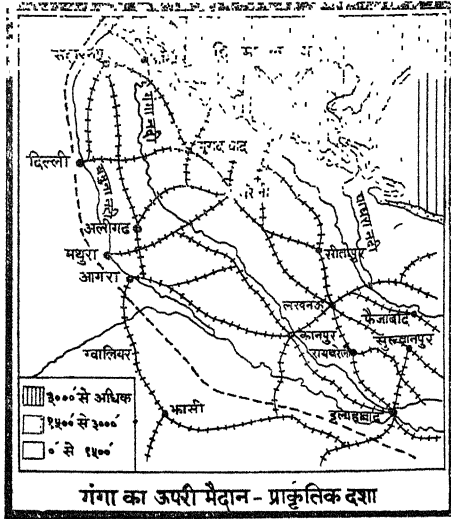 हि मा ल य
गंगा नदी
दिल्ली
यमुना नदी
घाघरा नदी
अलीगढ
मथुरा
सीतापुर
आगरा
लखनऊ
फैजाबाद
कानपुर
सुल्तानपुर
रायबरेली
ग्वालियर
झासी
इलाहाबाद
३०००' से अधिक
१५००' से ३०००'
०' से १५००'
गंगा का ऊपरी मैदान - प्राकृतिक दशा